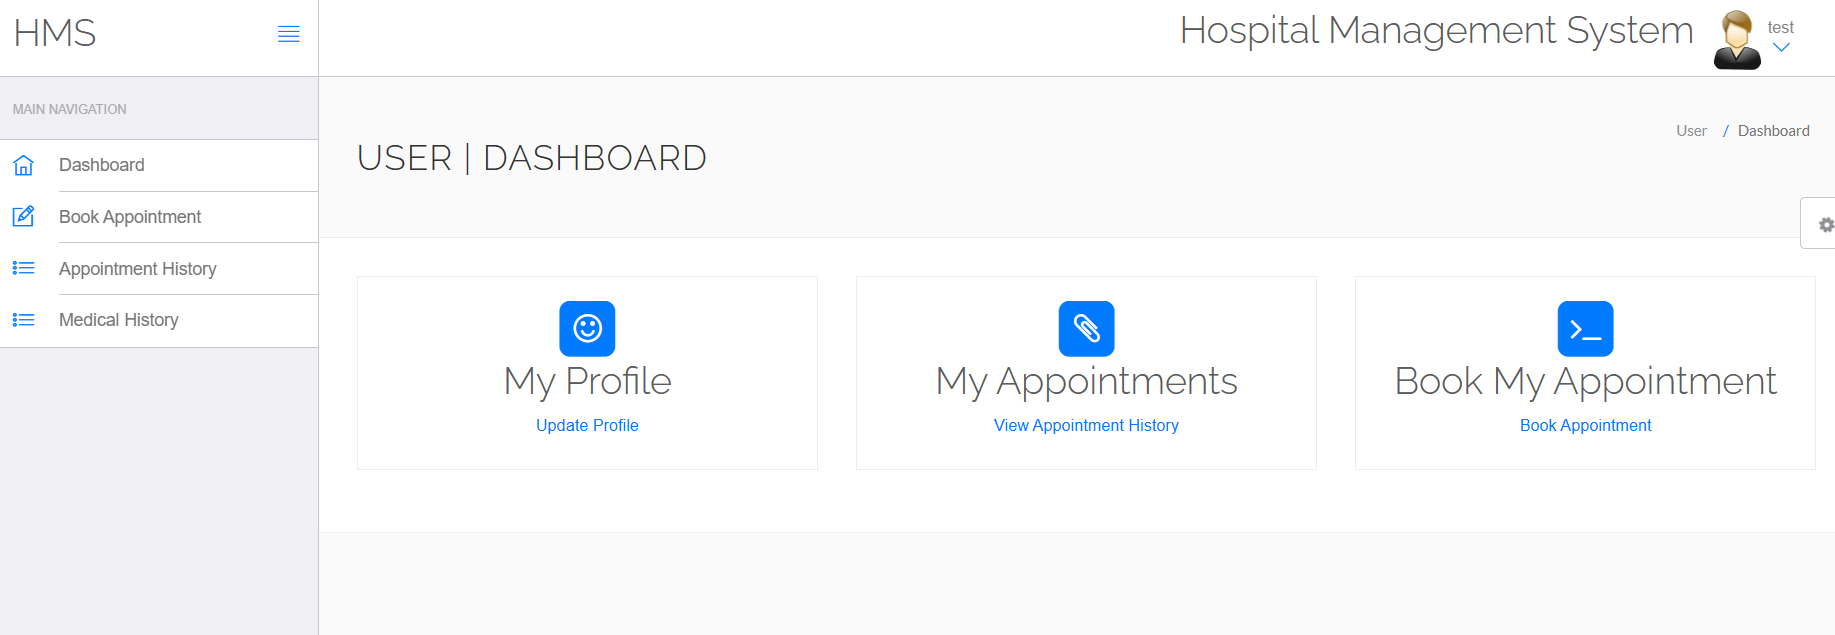 HMS
Hospital Management System
test
MAIN NAVIGATION
Dashboard
Book Appointment
Appointment History
Medical History
User / Dashboard
USER | DASHBOARD
My Profile
Update Profile
My Appointments
View Appointment History
Book My Appointment
Book Appointment